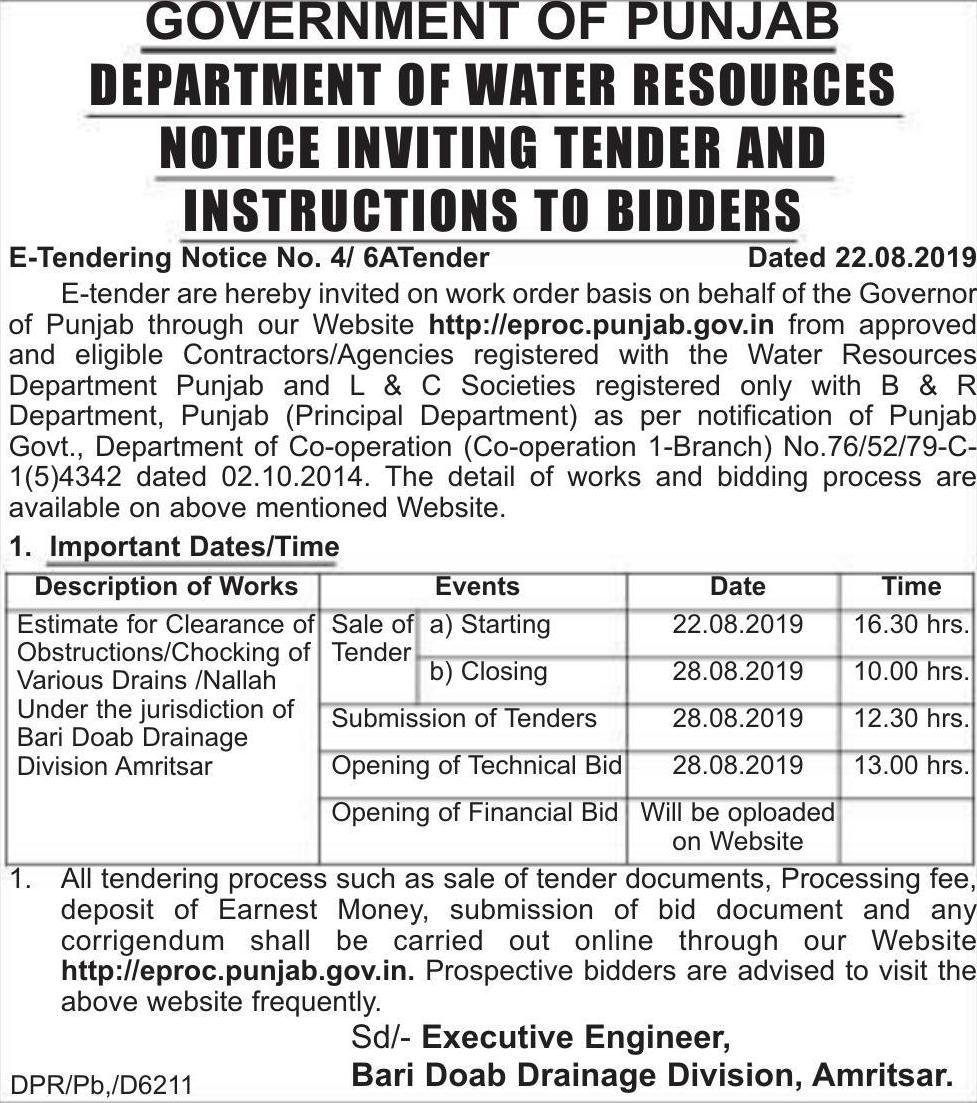 GOVERNMENT OF PUNJAB
DEPARTMENT OF WATER RESOURCES
NOTICE INVITING TENDER AND
INSTRUCTIONS TO BIDDERS
E-Tendering Notice No. 4/ 6ATender Dated 22.08.2019
E-tender are hereby invited on work order basis on behalf of the Governor
of Punjab through our Website http://eproc.punjab.gov.in from approved
and eligible Contractors/Agencies registered with the Water Resources
Department Punjab and L & C Societies registered only with B & R
Department, Punjab (Principal Department) as per notification of Punjab
Govt., Department of Co-operation (Co-operation 1-Branch) No.76/52/79-C-
1(5)4342 dated 02.10.2014. The detail of works and bidding process are
available on above mentioned Website.
1. Important Dates/Time
Description of Works Events Date Time
Estimate for Clearance of
Obstructions/Chocking of
Various Drains /Nallah
Under the jurisdiction of
Bari Doab Drainage
Division Amritsar
Sale of
Tender
a) Starting 22.08.2019 16.30 hrs.
b) Closing 28.08.2019 10.00 hrs.
Submission of Tenders 28.08.2019 12.30 hrs.
Opening of Technical Bid 28.08.2019 13.00 hrs.
Opening of Financial Bid Will be oploaded
on Website
1. All tendering process such as sale of tender documents, Processing fee,
deposit of Earnest Money, submission of bid document and any
corrigendum shall be carried out online through our Website
http://eproc.punjab.gov.in. Prospective bidders are advised to visit the
above website frequently.
Sd/- Executive Engineer,
Bari Doab Drainage Division, Amritsar.
DPR/Pb,/D6211